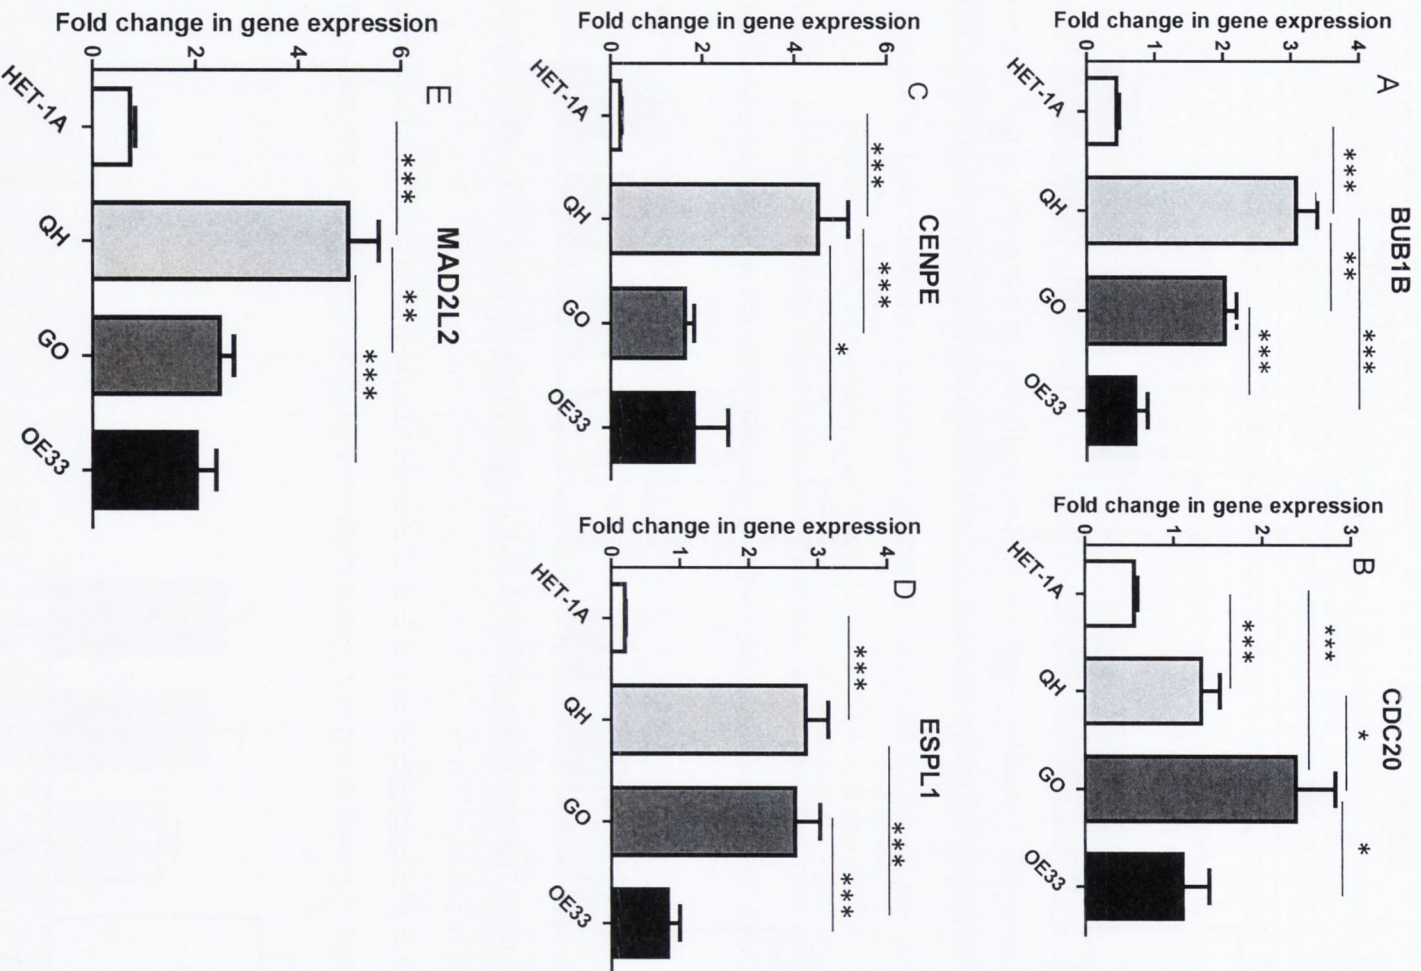 A
BUB1B
Fold change in gene expression
4
3
2
1
0
***
**
***
***
HET-1A
QH
GO
OE33
B
CDC20
Fold change in gene expression
3
2
1
0
***
***
*
*
HET-1A
QH
GO
OE33
C
CENPE
Fold change in gene expression
6
4
2
0
***
***
*
HET-1A
QH
GO
OE33
D
ESPL1
Fold change in gene expression
4
3
2
1
0
***
***
***
HET-1A
QH
GO
OE33
E
MAD2L2
Fold change in gene expression
6
4
2
0
***
**
***
HET-1A
QH
GO
OE33